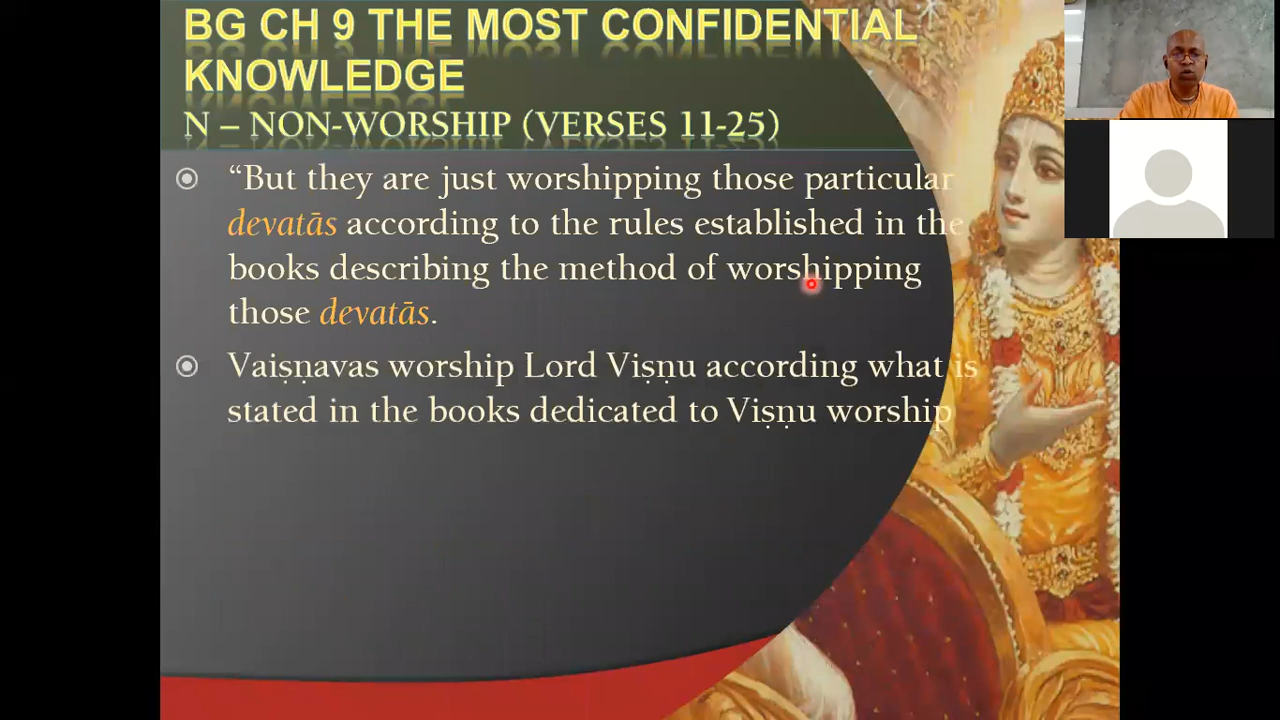 BG CH 9 THE MOST CONFIDENTIAL
KNOWLEDGE
N – NON-WORSHIP (VERSES 11-25)
“But they are just worshipping those particular
devatās according to the rules established in the
books describing the method of worshipping
those devatās.
Vaiṣṇavas worship Lord Viṣṇu according what is
stated in the books dedicated to Viṣṇu worship